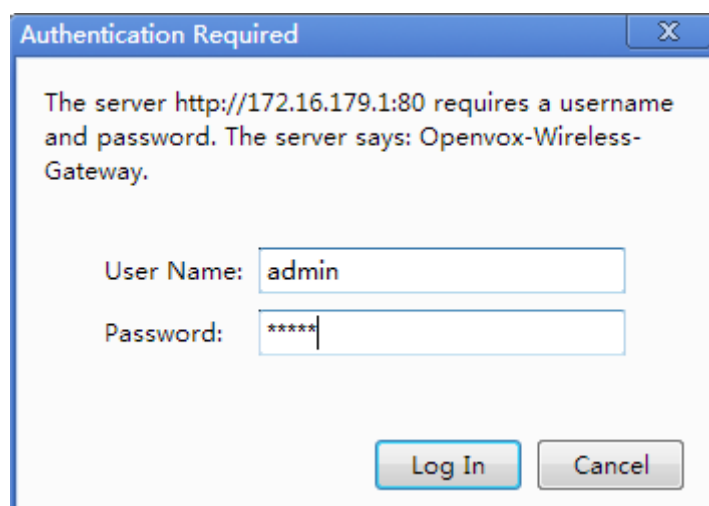 Authentication Required
The server http://172.16.179.1:80 requires a username
and password. The server says: Openvox-Wireless-
Gateway.
User Name: admin
Password: *****
Log In Cancel